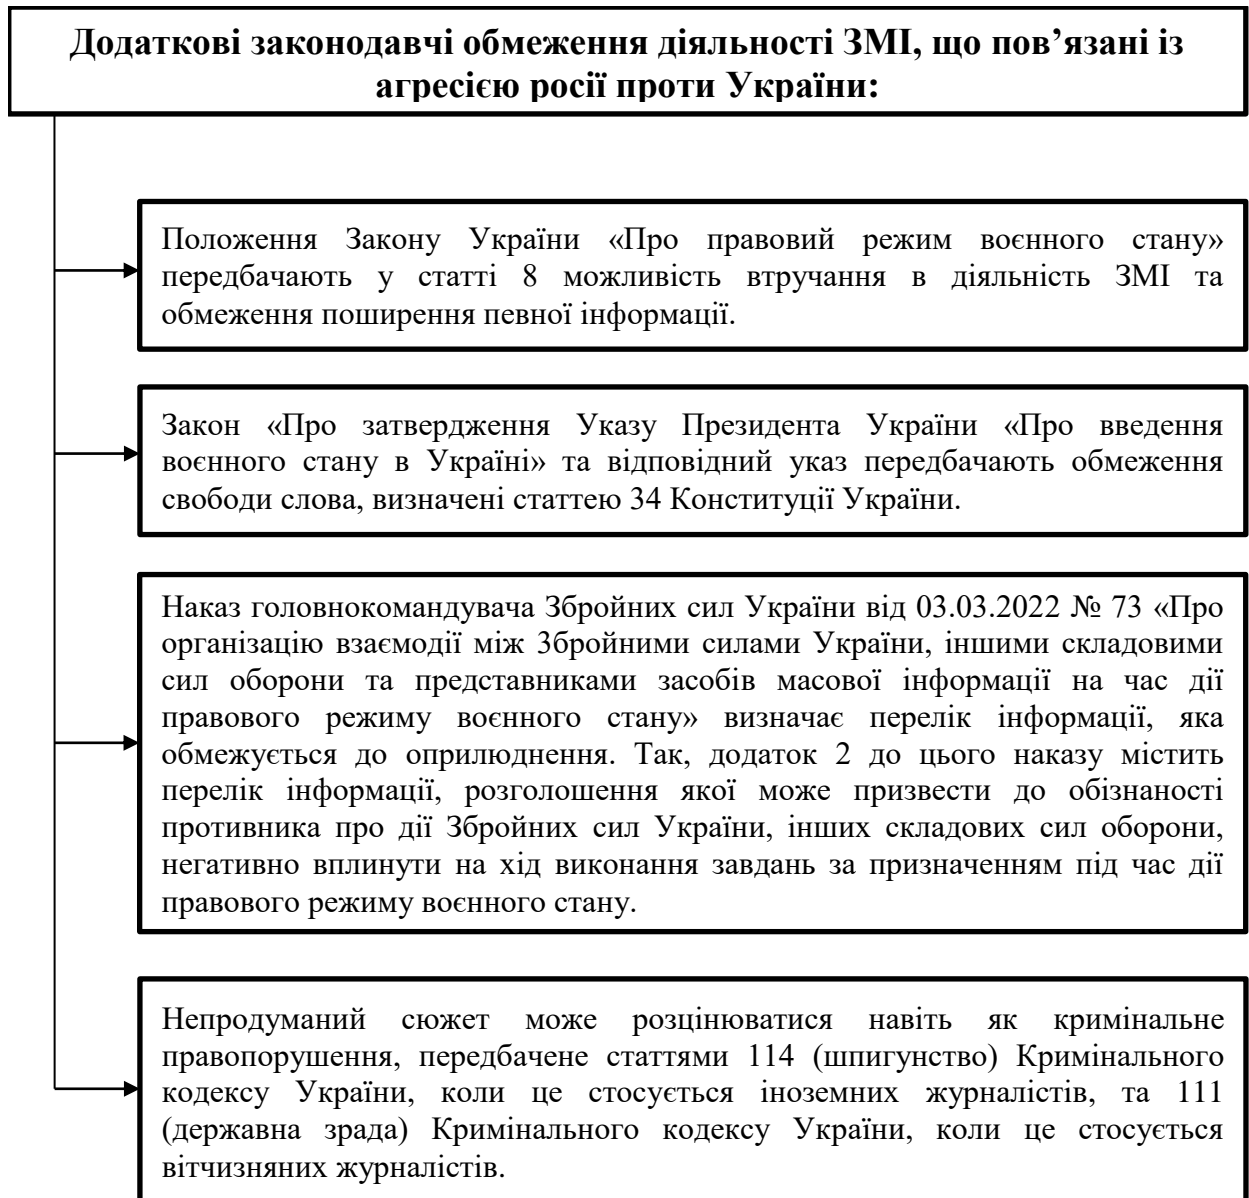 Додаткові законодавчі обмеження діяльності ЗМІ, що пов’язані із
агресією росії проти України:
Положення Закону України «Про правовий режим воєнного стану»
передбачають у статті 8 можливість втручання в діяльність ЗМІ та
обмеження поширення певної інформації.
Закон «Про затвердження Указу Президента України «Про введення
воєнного стану в Україні» та відповідний указ передбачають обмеження
свободи слова, визначені статтею 34 Конституції України.
Наказ головнокомандувача Збройних сил України від 03.03.2022 № 73 «Про
організацію взаємодії між Збройними силами України, іншими складовими
сил оборони та представниками засобів масової інформації на час дії
правового режиму воєнного стану» визначає перелік інформації, яка
обмежується до оприлюднення. Так, додаток 2 до цього наказу містить
перелік інформації, розголошення якої може призвести до обізнаності
противника про дії Збройних сил України, інших складових сил оборони,
негативно вплинути на хід виконання завдань за призначенням під час дії
правового режиму воєнного стану.
Непродуманий сюжет може розцінюватися навіть як кримінальне
правопорушення, передбачене статтями 114 (шпигунство) Кримінального
кодексу України, коли це стосується іноземних журналістів, та 111
(державна зрада) Кримінального кодексу України, коли це стосується
вітчизняних журналістів.